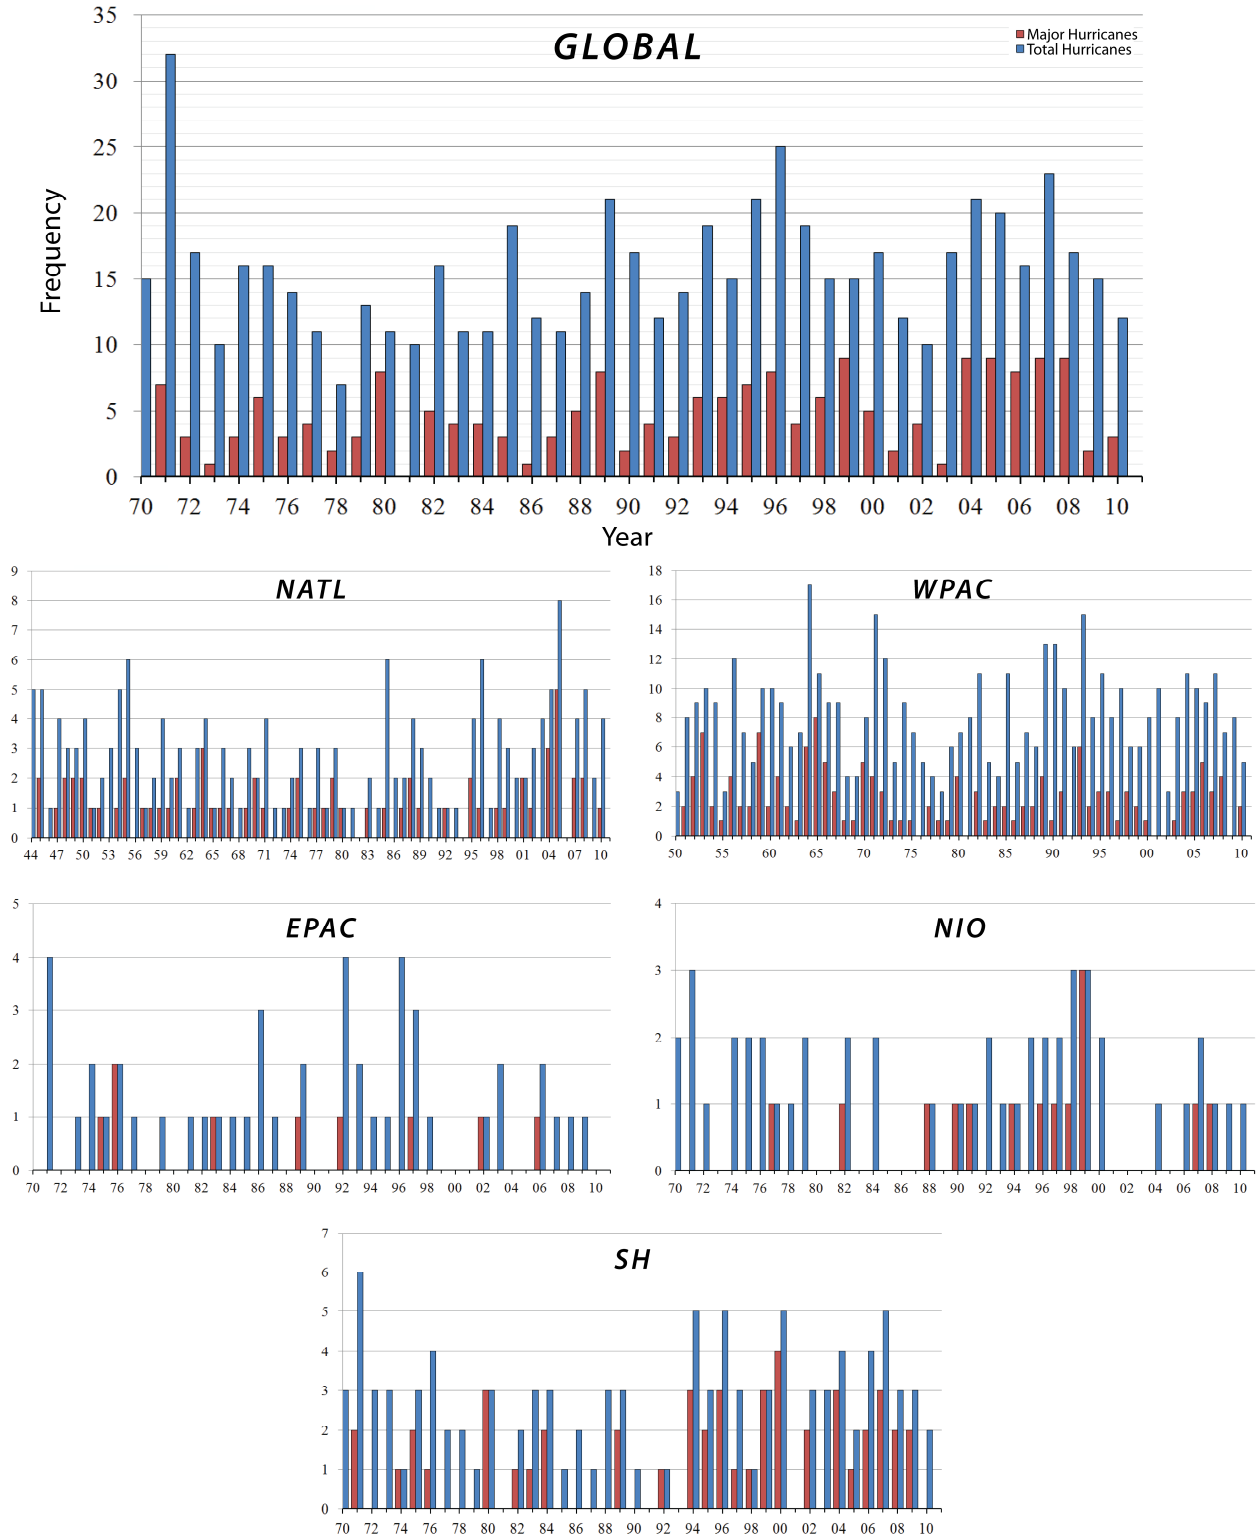 GLOBAL
Major Hurricanes
Total Hurricanes
Frequency
35
30
25
20
15
10
5
0
70 72 74 76 78 80 82 84 86 88 90 92 94 96 98 00 02 04 06 08 10
Year
NATL
9
8
7
6
5
4
3
2
1
0
44 47 50 53 56 59 62 65 68 71 74 77 80 83 86 89 92 95 98 01 04 07 10
WPAC
18
16
14
12
10
8
6
4
2
0
50 55 60 65 70 75 80 85 90 95 00 05 10
EPAC
5
4
3
2
1
0
70 72 74 76 78 80 82 84 86 88 90 92 94 96 98 00 02 04 06 08 10
NIO
4
3
2
1
0
70 72 74 76 78 80 82 84 86 88 90 92 94 96 98 00 02 04 06 08 10
SH
7
6
5
4
3
2
1
0
70 72 74 76 78 80 82 84 86 88 90 92 94 96 98 00 02 04 06 08 10